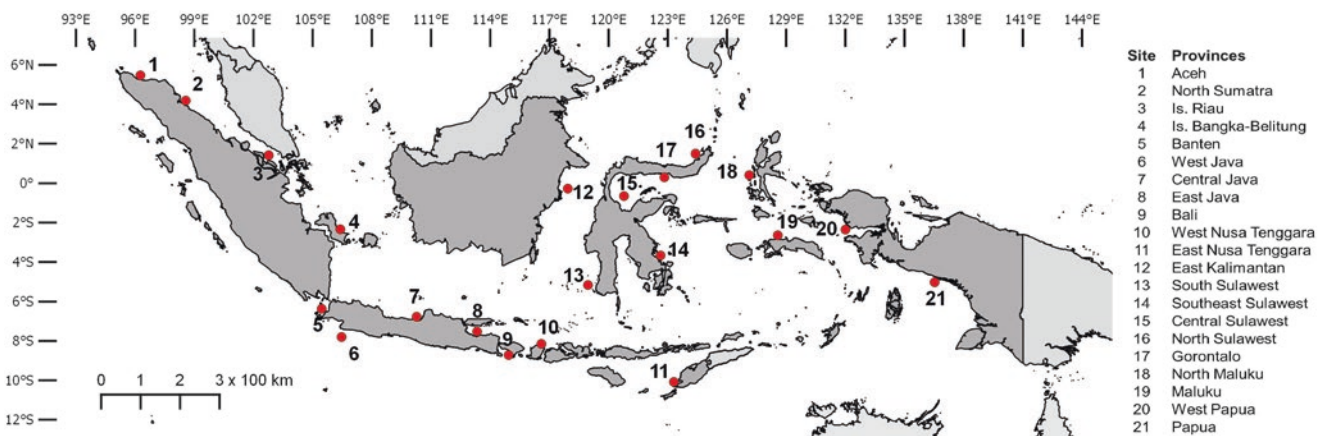 93°E 96°E 99°E 102°E 105°E 108°E 111°E 114°E 117°E 120°E 123°E 126°E 129°E 132°E 135°E 138°E 141°E 144°E
6°N
4°N
2°N
0°
2°S
4°S
6°S
8°S
10°S
12°S
1
2
3
4
5
6
7
8
9
10
11
12
13
14
15
16
17
18
19
20
21
0 1 2 3 x 100 km
Site Provinces
1 Aceh
2 North Sumatra
3 Is. Riau
4 Is. Bangka-Belitung
5 Banten
6 West Java
7 Central Java
8 East Java
9 Bali
10 West Nusa Tenggara
11 East Nusa Tenggara
12 East Kalimantan
13 South Sulawest
14 Southeast Sulawest
15 Central Sulawest
16 North Sulawest
17 Gorontalo
18 North Maluku
19 Maluku
20 West Papua
21 Papua